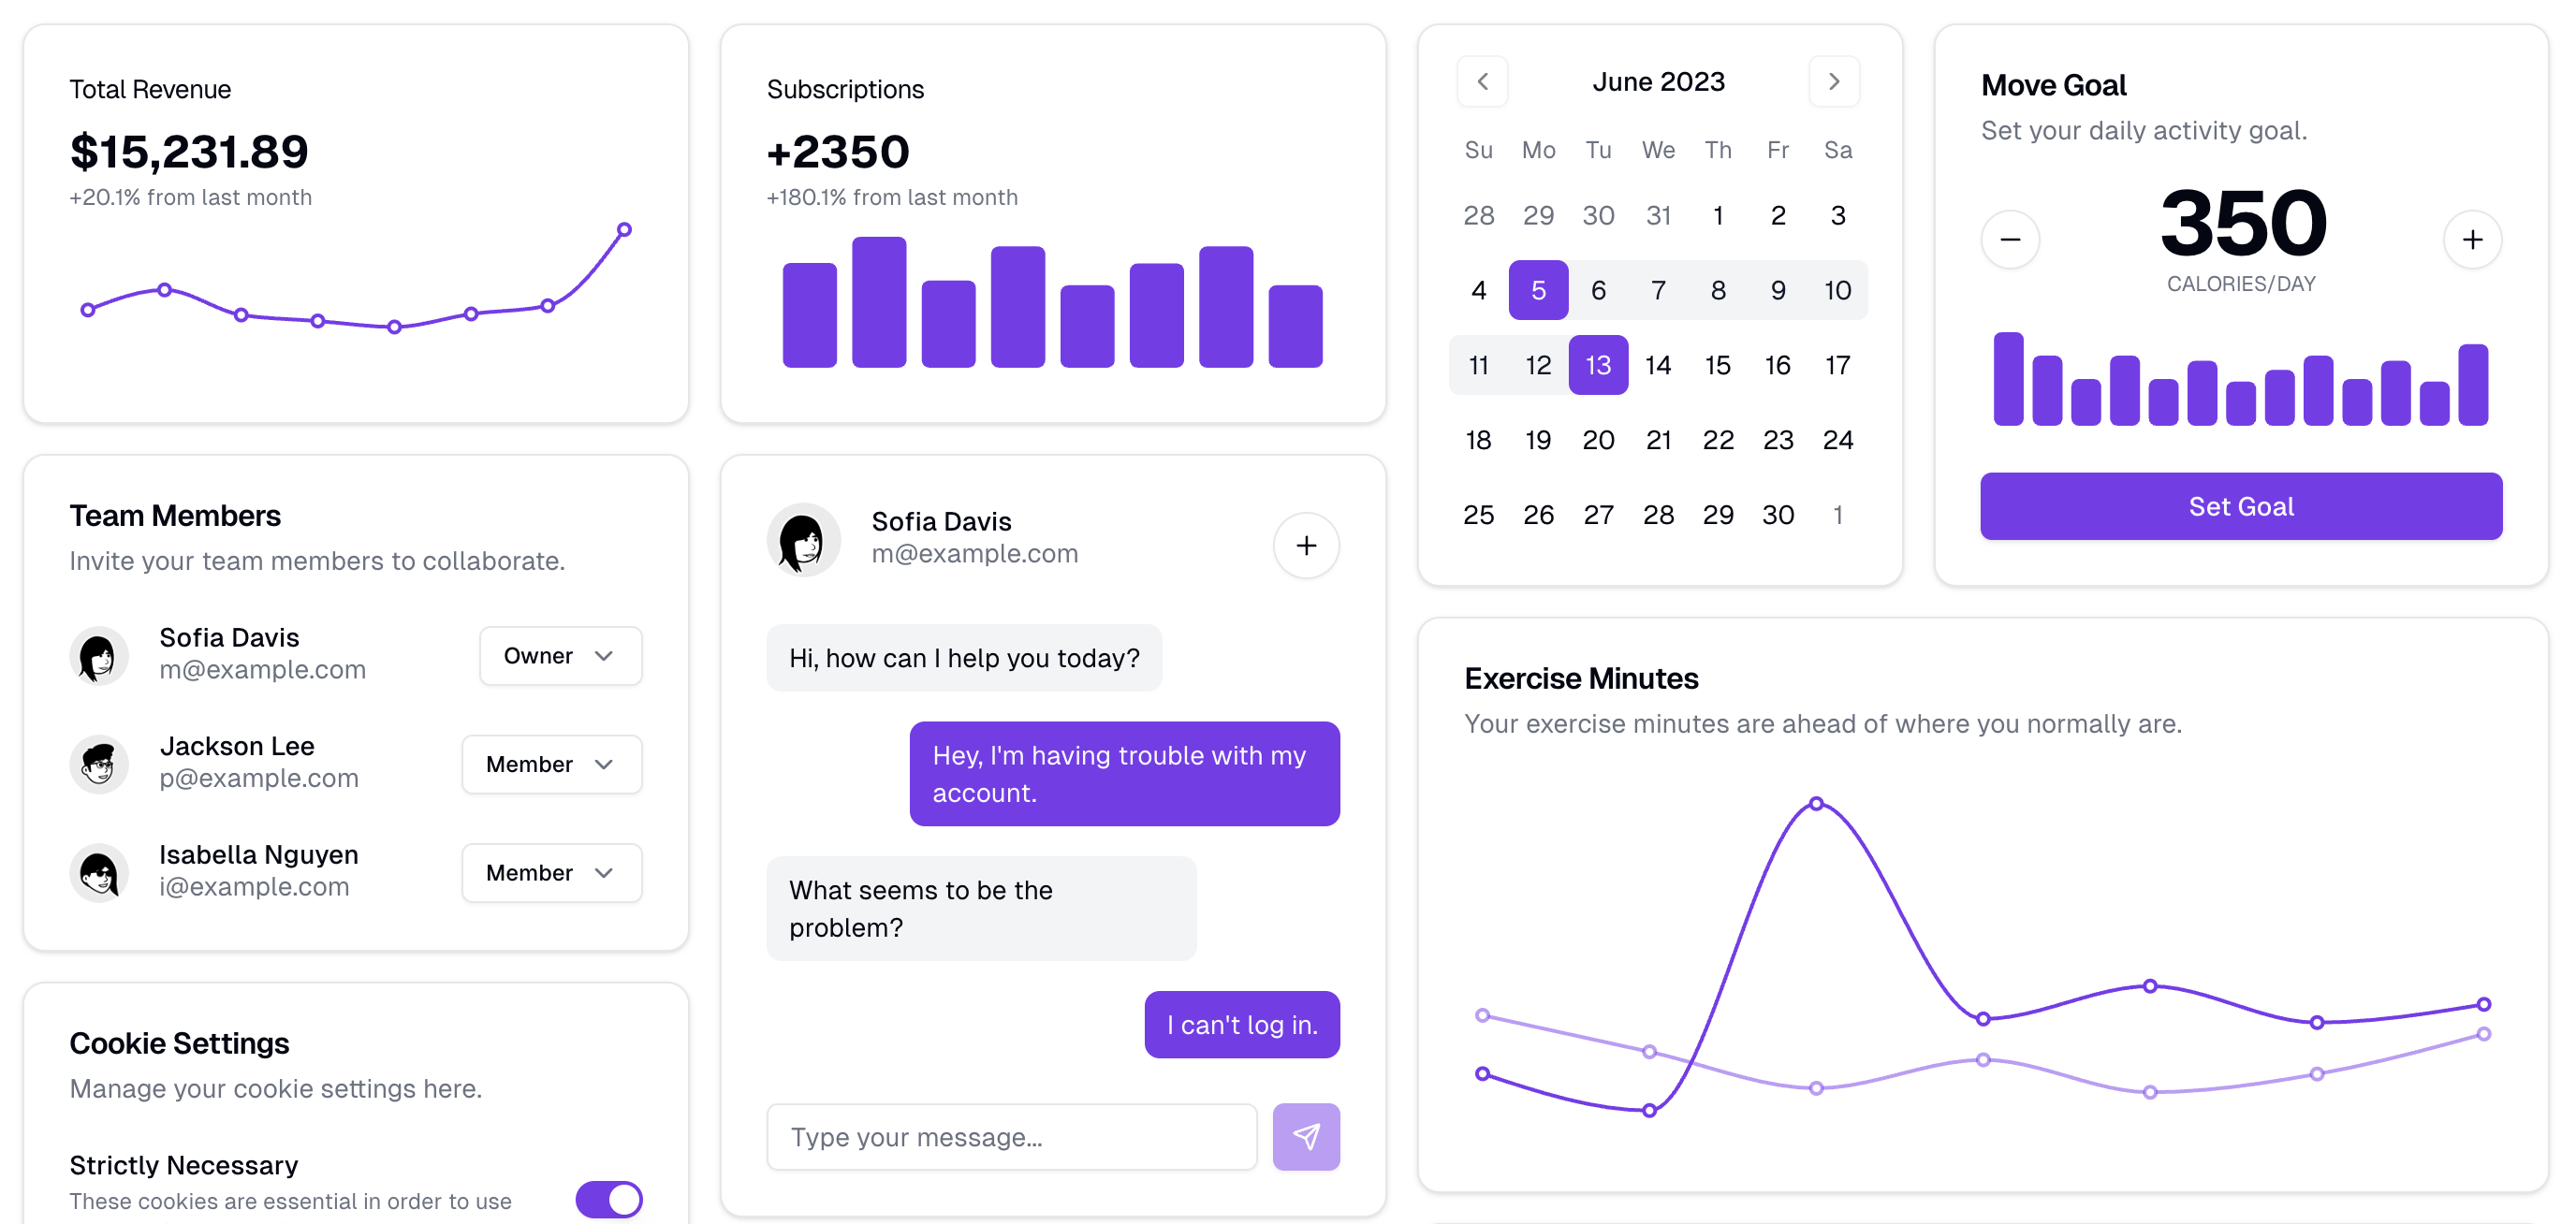 Total Revenue
$15,231.89
+20.1% from last month
Subscriptions
+2350
+180.1% from last month
June 2023
Su Mo Tu We Th Fr Sa
28 29 30 31 1 2 3
4 5 6 7 8 9 10
11 12 13 14 15 16 17
18 19 20 21 22 23 24
25 26 27 28 29 30 1
Move Goal
Set your daily activity goal.
350
CALORIES/DAY
Set Goal
Team Members
Invite your team members to collaborate.
Sofia Davis
m@example.com
Owner
Jackson Lee
p@example.com
Member
Isabella Nguyen
i@example.com
Member
Sofia Davis
m@example.com
Hi, how can I help you today?
Hey, I'm having trouble with my
account.
What seems to be the
problem?
I can't log in.
Type your message...
Exercise Minutes
Your exercise minutes are ahead of where you normally are.
Cookie Settings
Manage your cookie settings here.
Strictly Necessary
These cookies are essential in order to use